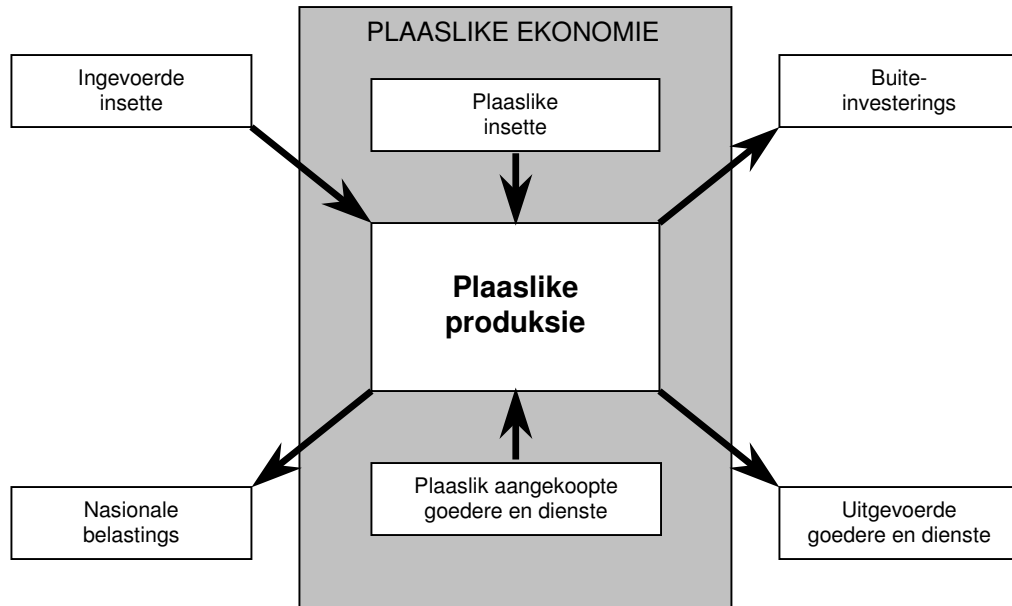 PLAASLIKE EKONOMIE
Ingevoerde
insette
Plaaslike
insette
Buite-
investerings
Plaaslike
produksie
Nasionale
belastings
Plaaslik aangekoopte
goedere en dienste
Uitgevoerde
goedere en dienste